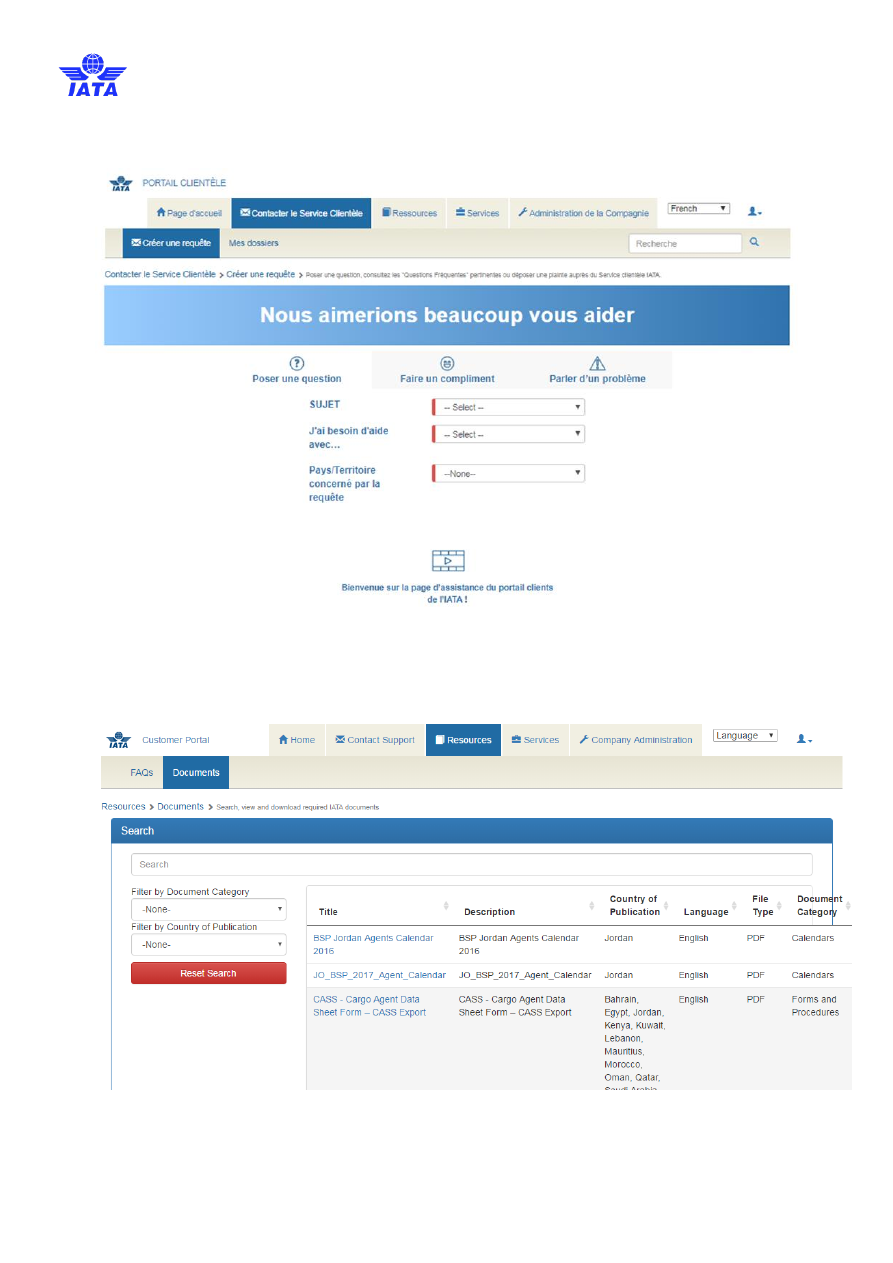 IATA
IATA PORTAIL CLIENTÈLE
Page d'accueil Contacter le Service Clientèle Ressources Services Administration de la Compagnie French
Créer une requête Mes dossiers Recherche
Contacter le Service Clientèle > Créer une requête > Poser une question, consultez les "Questions Fréquentes" pertinentes ou déposer une plainte auprès du Service clientèle IATA.
Nous aimerions beaucoup vous aider
Poser une question Faire un compliment Parler d'un problème
SUJET -- Select --
J'ai besoin d'aide
avec... -- Select --
Pays/Territoire
concerné par la
requête --None--
Bienvenue sur la page d'assistance du portail clients
de l'IATA !
IATA Customer Portal Home Contact Support Resources Services Company Administration Language
FAQs Documents
Resources > Documents > Search, view and download required IATA documents
Search
Search
Filter by Document Category
-None-
Filter by Country of Publication
-None-
Reset Search
Title Description Country of Publication Language File Type Document Category
BSP Jordan Agents Calendar 2016 BSP Jordan Agents Calendar 2016 Jordan English PDF Calendars
JO_BSP_2017_Agent_Calendar JO_BSP_2017_Agent_Calendar Jordan English PDF Calendars
CASS - Cargo Agent Data Sheet Form – CASS Export CASS - Cargo Agent Data Sheet Form – CASS Export Bahrain, English PDF Forms and Procedures
Egypt, Jordan,
Kenya, Kuwait,
Lebanon,
Mauritius,
Morocco,
Oman, Qatar,
Saudi Arabia